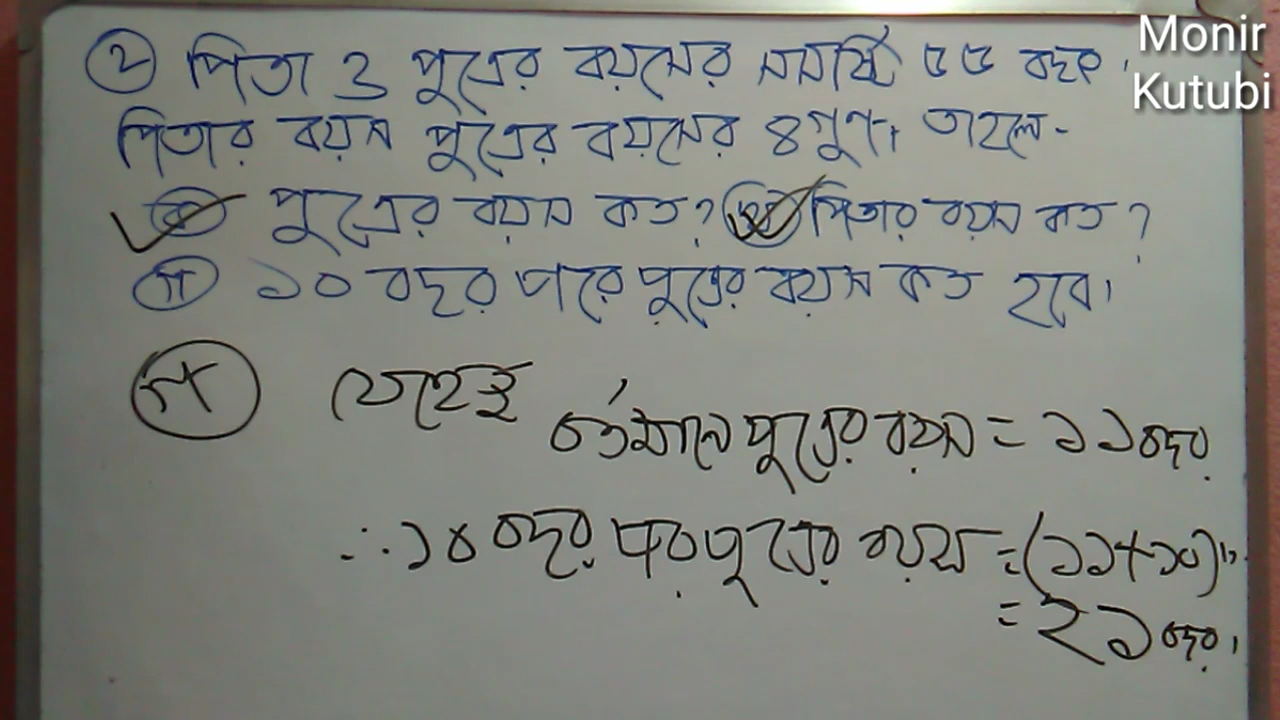 Monir
Kutubi
২ পিতা ও পুত্রের বয়সের সমষ্টি ৫৫ বছর।
পিতার বয়স পুত্রের বয়সের ৪গুণ, তাহলে-
ক পুত্রের বয়স কত? খ পিতার বয়স কত?
গ ১০ বছর পরে পুত্রের বয়স কত হবে।
গ যেহেতু
বর্তমানে পুত্রের বয়স = ১১ বছর
∴ ১০ বছর পর পুত্রের বয়স = (১১+১০)"
= ২১ বছর।